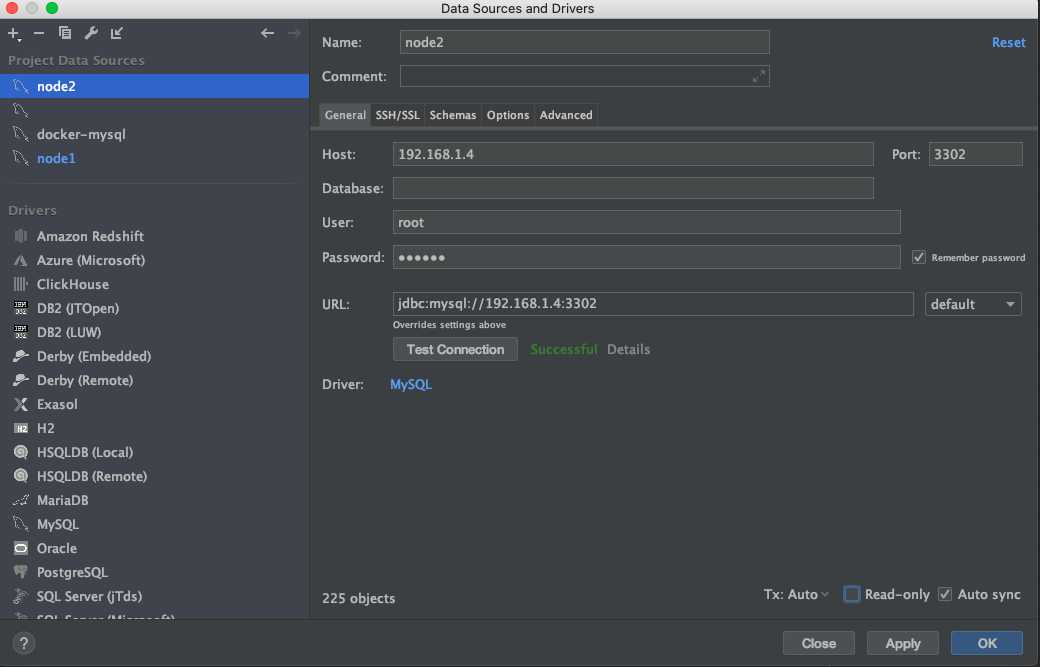 Data Sources and Drivers
Project Data Sources
node2
docker-mysql
node1
Drivers
Amazon Redshift
Azure (Microsoft)
ClickHouse
DB2 (JTOpen)
DB2 (LUW)
Derby (Embedded)
Derby (Remote)
Exasol
H2
HSQLDB (Local)
HSQLDB (Remote)
MariaDB
MySQL
Oracle
PostgreSQL
SQL Server (jTds)
SQL Server (Microsoft)
?
Name: node2 Reset
Comment:
General SSH/SSL Schemas Options Advanced
Host: 192.168.1.4 Port: 3302
Database:
User: root
Password: ●●●●●● Remember password
URL: jdbc:mysql://192.168.1.4:3302 default
Overrides settings above
Test Connection Successful Details
Driver: MySQL
225 objects Tx: Auto Read-only Auto sync
Close Apply OK